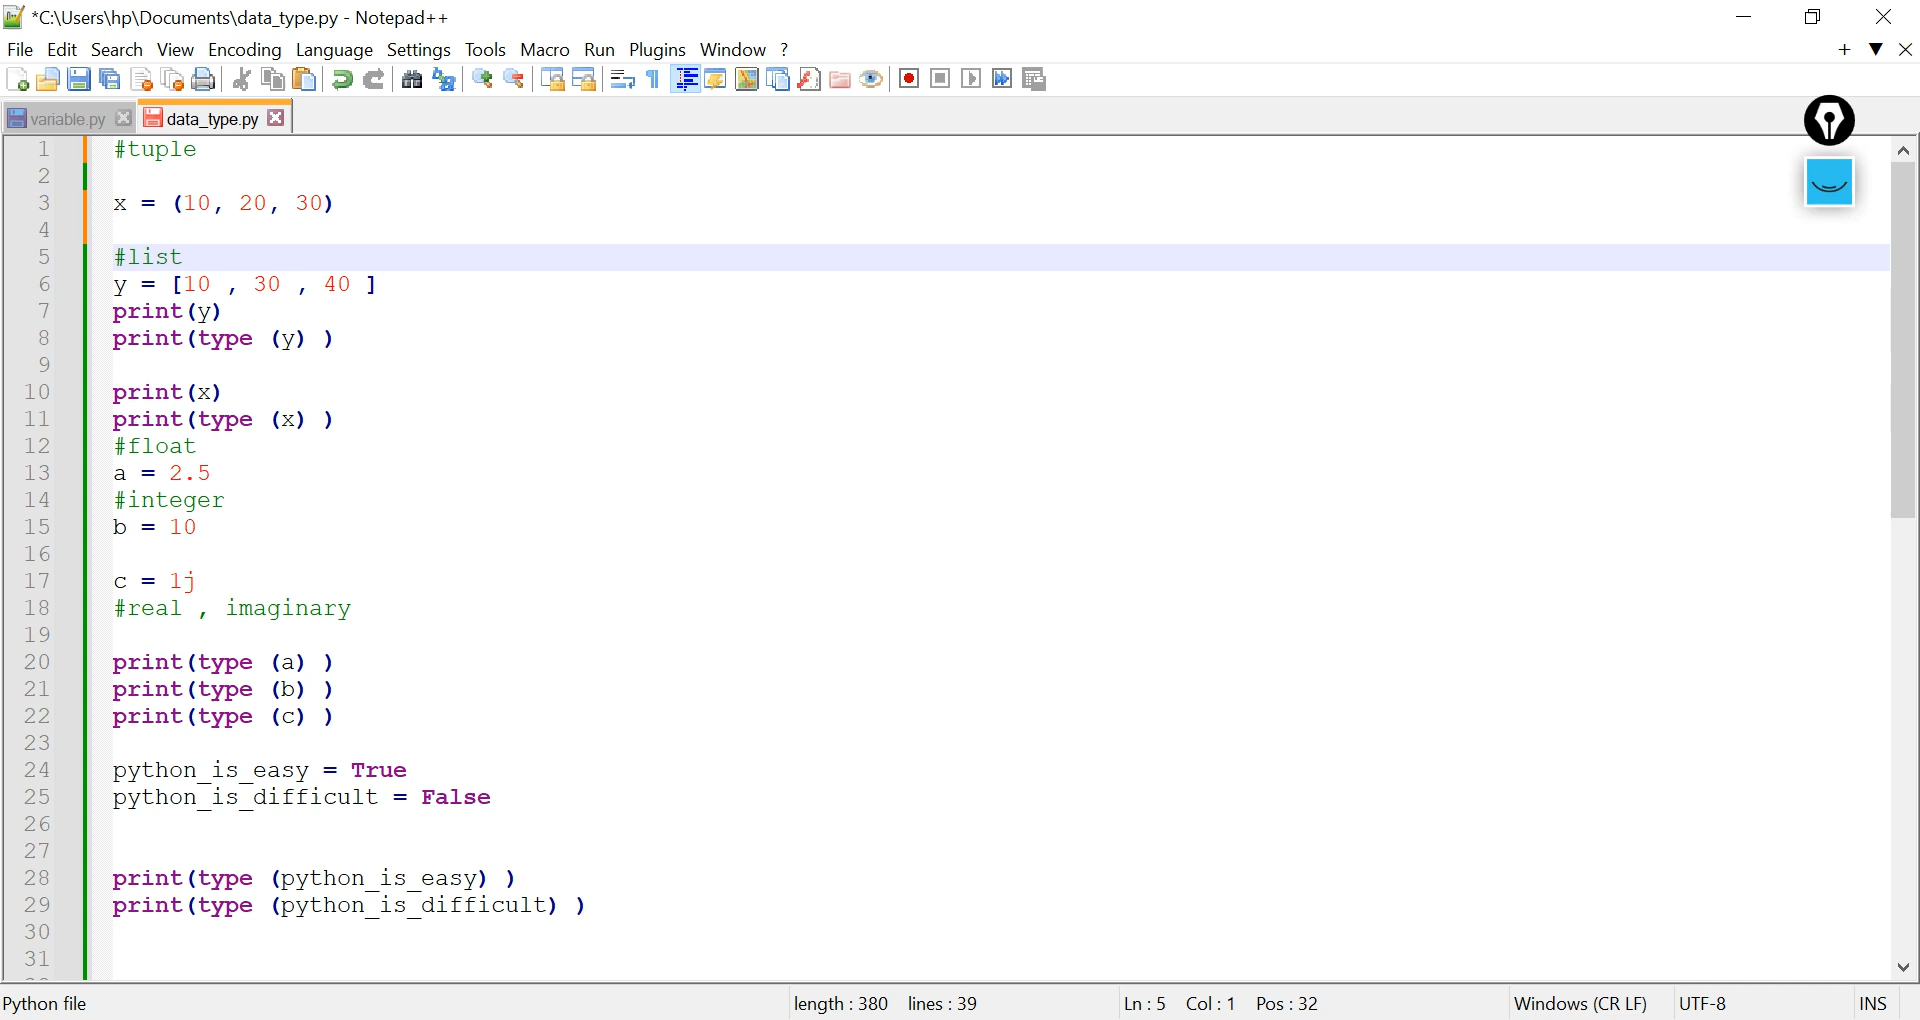 *C:\Users\hp\Documents\data_type.py - Notepad++
File Edit Search View Encoding Language Settings Tools Macro Run Plugins Window ?
variable.py data_type.py
1 #tuple
2
3 x = (10, 20, 30)
4
5 #list
6 y = [10 , 30 , 40 ]
7 print(y)
8 print(type (y) )
9
10 print(x)
11 print(type (x) )
12 #float
13 a = 2.5
14 #integer
15 b = 10
16
17 c = 1j
18 #real , imaginary
19
20 print(type (a) )
21 print(type (b) )
22 print(type (c) )
23
24 python_is_easy = True
25 python_is_difficult = False
26
27
28 print(type (python_is_easy) )
29 print(type (python_is_difficult) )
30
31
Python file length : 380 lines : 39 Ln : 5 Col : 1 Pos : 32 Windows (CR LF) UTF-8 INS